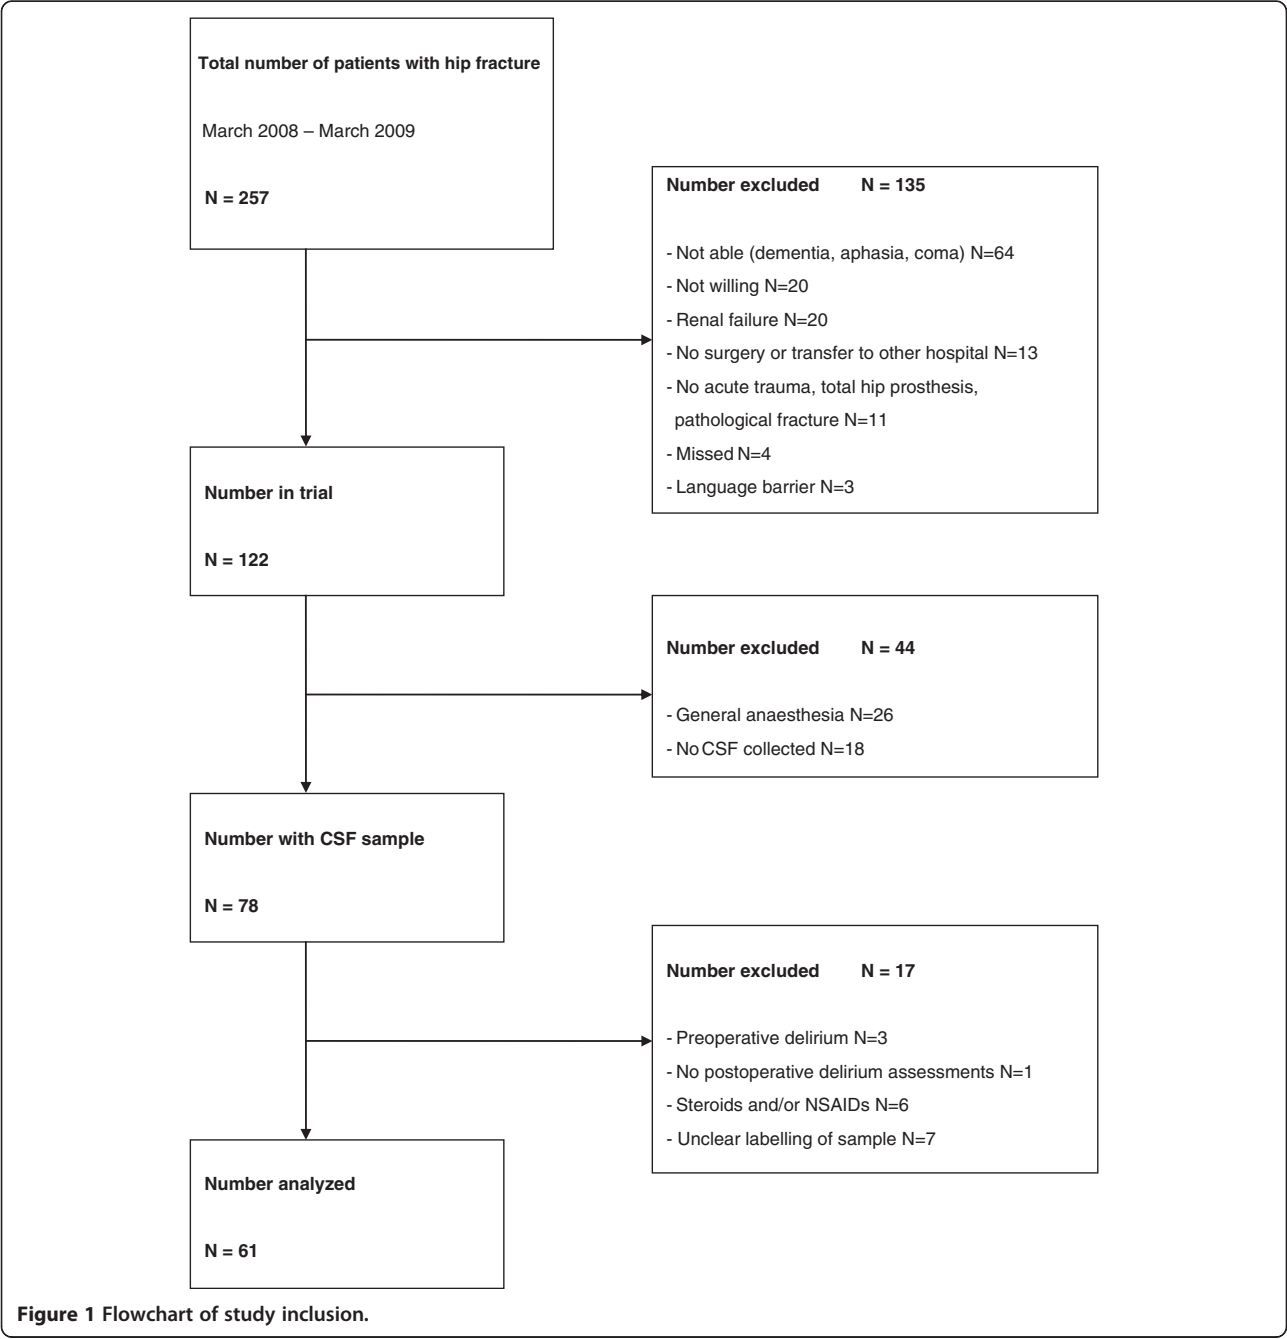 Total number of patients with hip fracture
March 2008 – March 2009
N = 257
Number excluded N = 135
- Not able (dementia, aphasia, coma) N=64
- Not willing N=20
- Renal failure N=20
- No surgery or transfer to other hospital N=13
- No acute trauma, total hip prosthesis,
pathological fracture N=11
- Missed N=4
- Language barrier N=3
Number in trial
N = 122
Number excluded N = 44
- General anaesthesia N=26
- No CSF collected N=18
Number with CSF sample
N = 78
Number excluded N = 17
- Preoperative delirium N=3
- No postoperative delirium assessments N=1
- Steroids and/or NSAIDs N=6
- Unclear labelling of sample N=7
Number analyzed
N = 61
Figure 1 Flowchart of study inclusion.